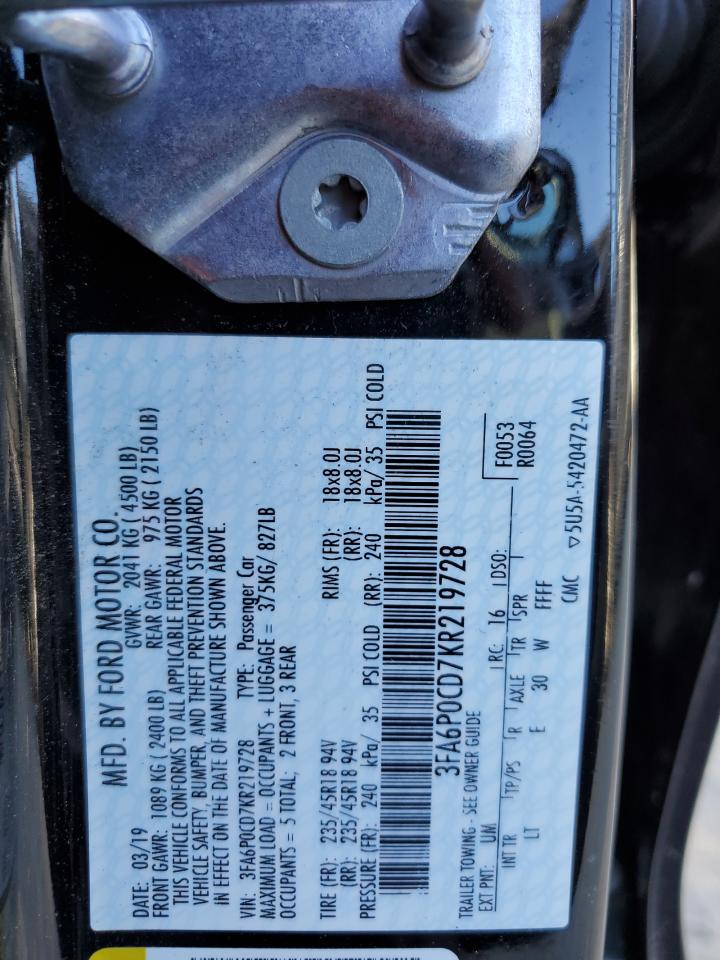 MFD. BY FORD MOTOR CO.
DATE: 03/19 GVWR: 2041 KG ( 4500 LB)
FRONT GAWR: 1089 KG ( 2400 LB) REAR GAWR: 975 KG ( 2150 LB)
THIS VEHICLE CONFORMS TO ALL APPLICABLE FEDERAL MOTOR
VEHICLE SAFETY, BUMPER, AND THEFT PREVENTION STANDARDS
IN EFFECT ON THE DATE OF MANUFACTURE SHOWN ABOVE.
VIN: 3FA6P0CD7KR219728 TYPE: Passenger Car
MAXIMUM LOAD = OCCUPANTS + LUGGAGE = 375KG/ 827LB
OCCUPANTS = 5 TOTAL; 2 FRONT, 3 REAR
TIRE (FR): 235/45R18 94V RIMS (FR): 18x8.0J
(RR): 235/45R18 94V (RR): 18x8.0J
PRESSURE (FR): 240 kPa/ 35 PSI COLD (RR): 240 kPa/ 35 PSI COLD
3FA6P0CD7KR219728
TRAILER TOWING - SEE OWNER GUIDE F0053
EXT PNT: UJM RC: 16 DSO: R0064
INT TR TP/PS R AXLE TR SPR
LT E 30 W FFFF
CMC ▽5U5A-5420472-AA